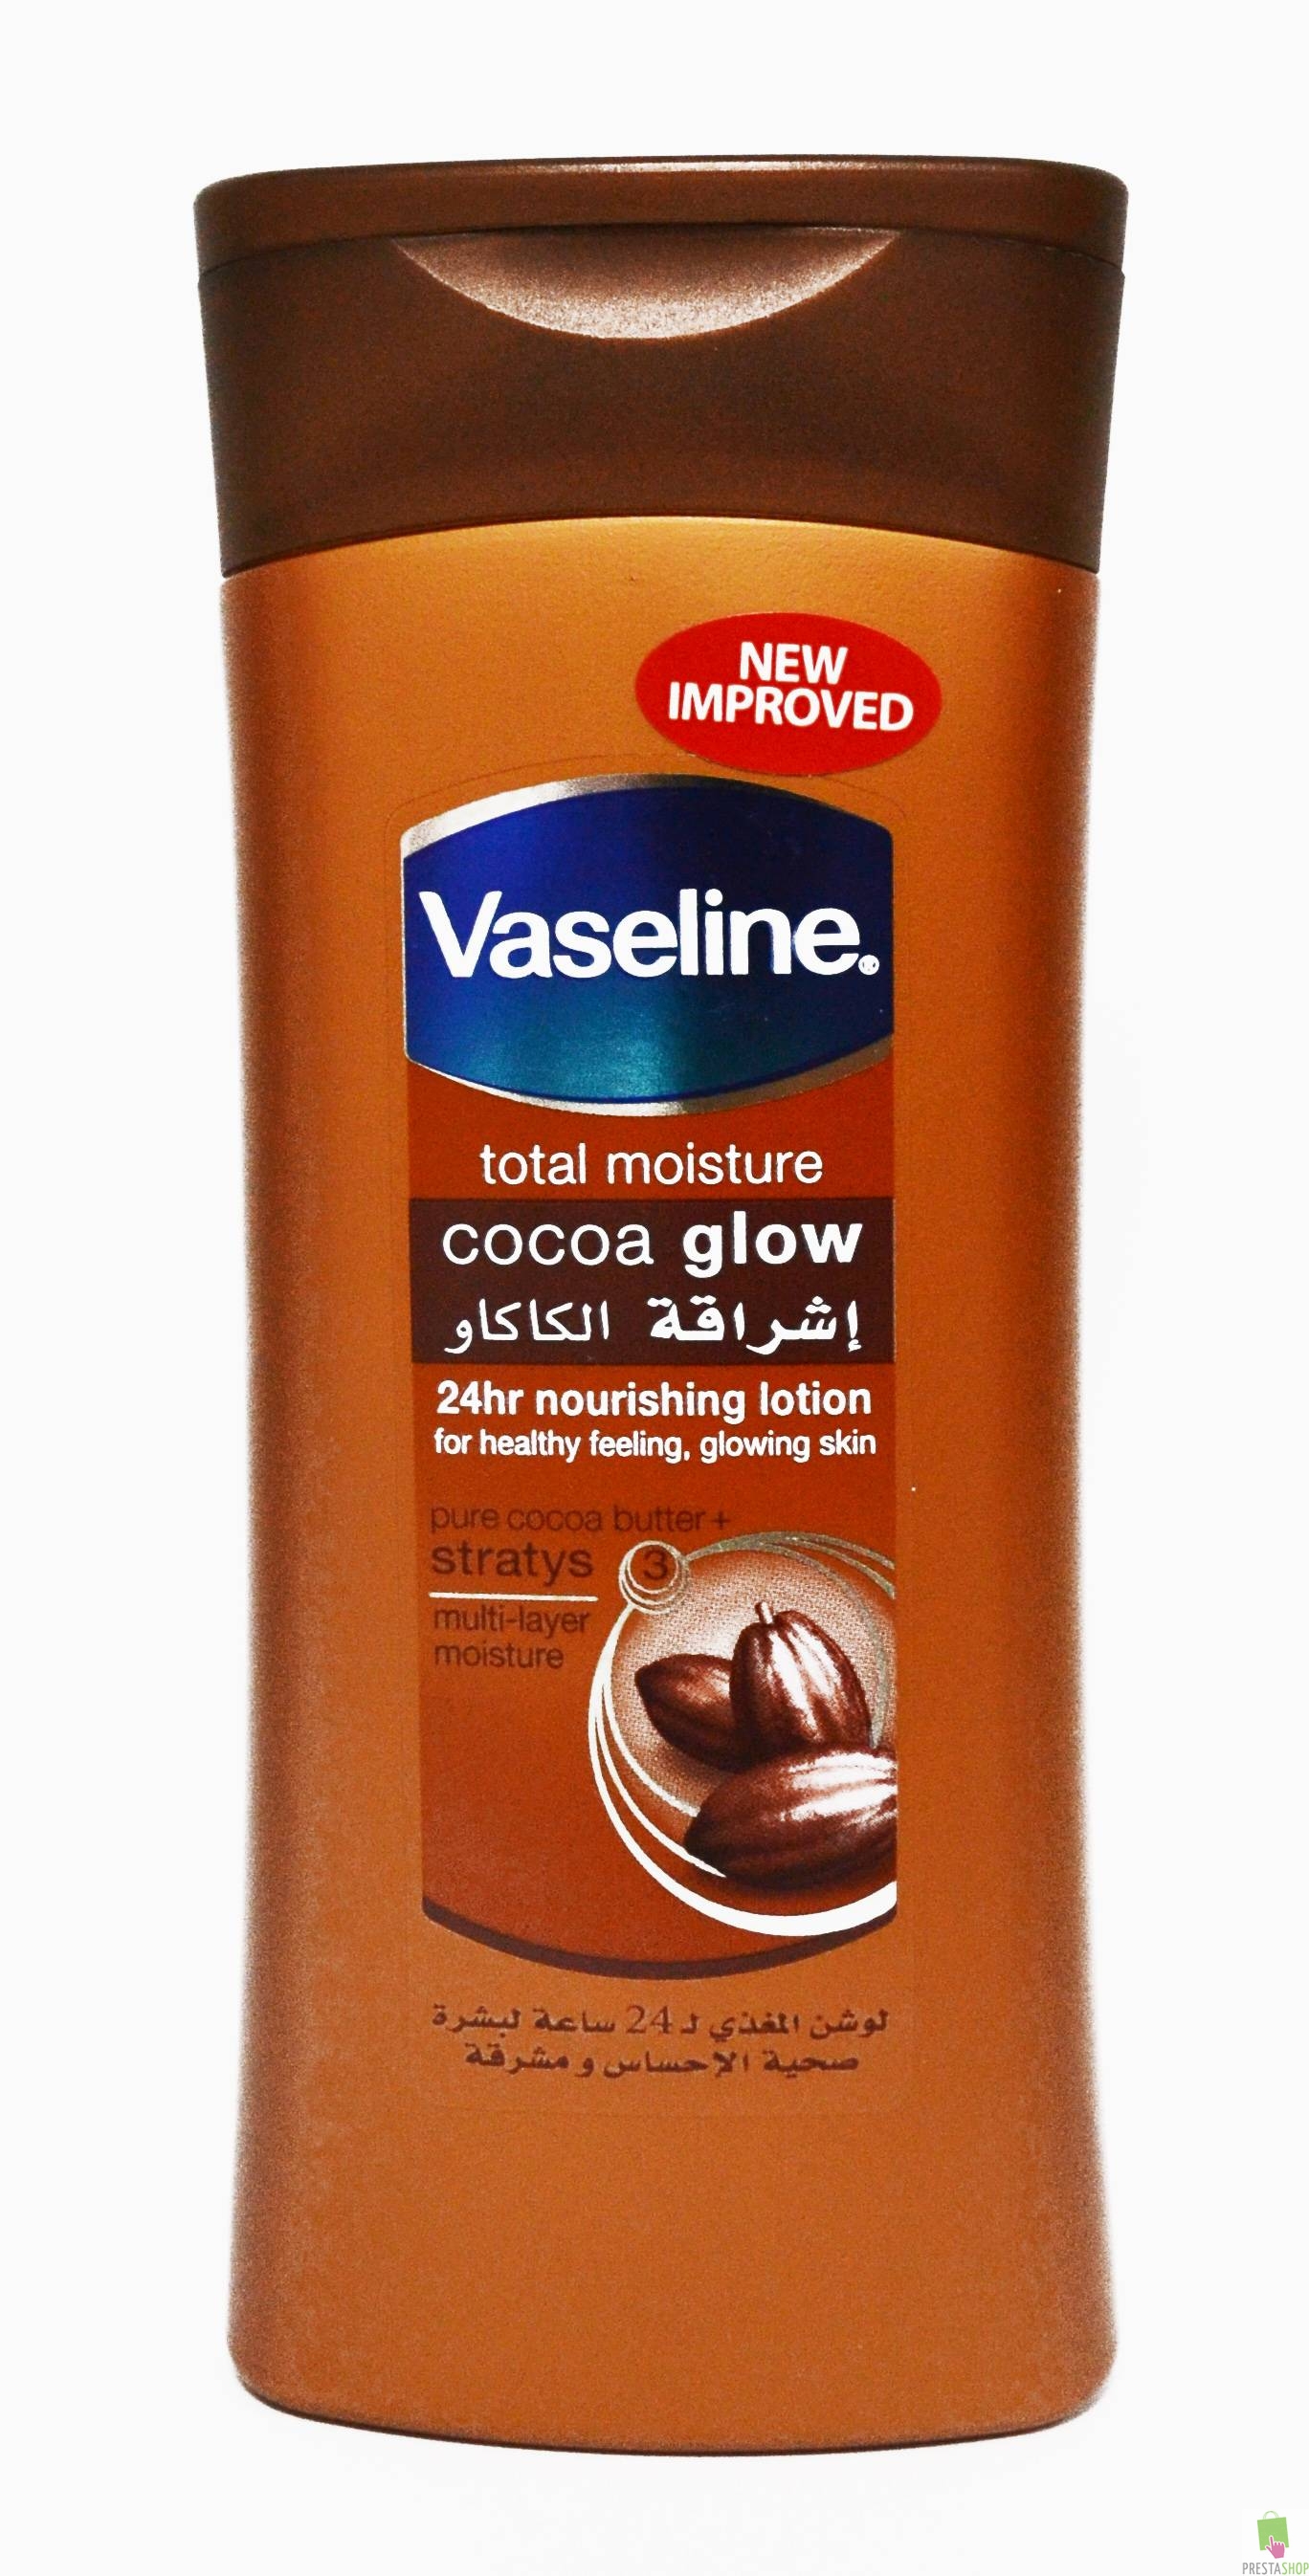 NEW
IMPROVED
Vaseline.
total moisture
cocoa glow
إشراقة الكاكاو
24hr nourishing lotion
for healthy feeling, glowing skin
pure cocoa butter+
stratys 3
multi-layer
moisture
لوشن المغذي لـ 24 ساعة لبشرة
صحية الاحساس و مشرقة
PRESTASHOP